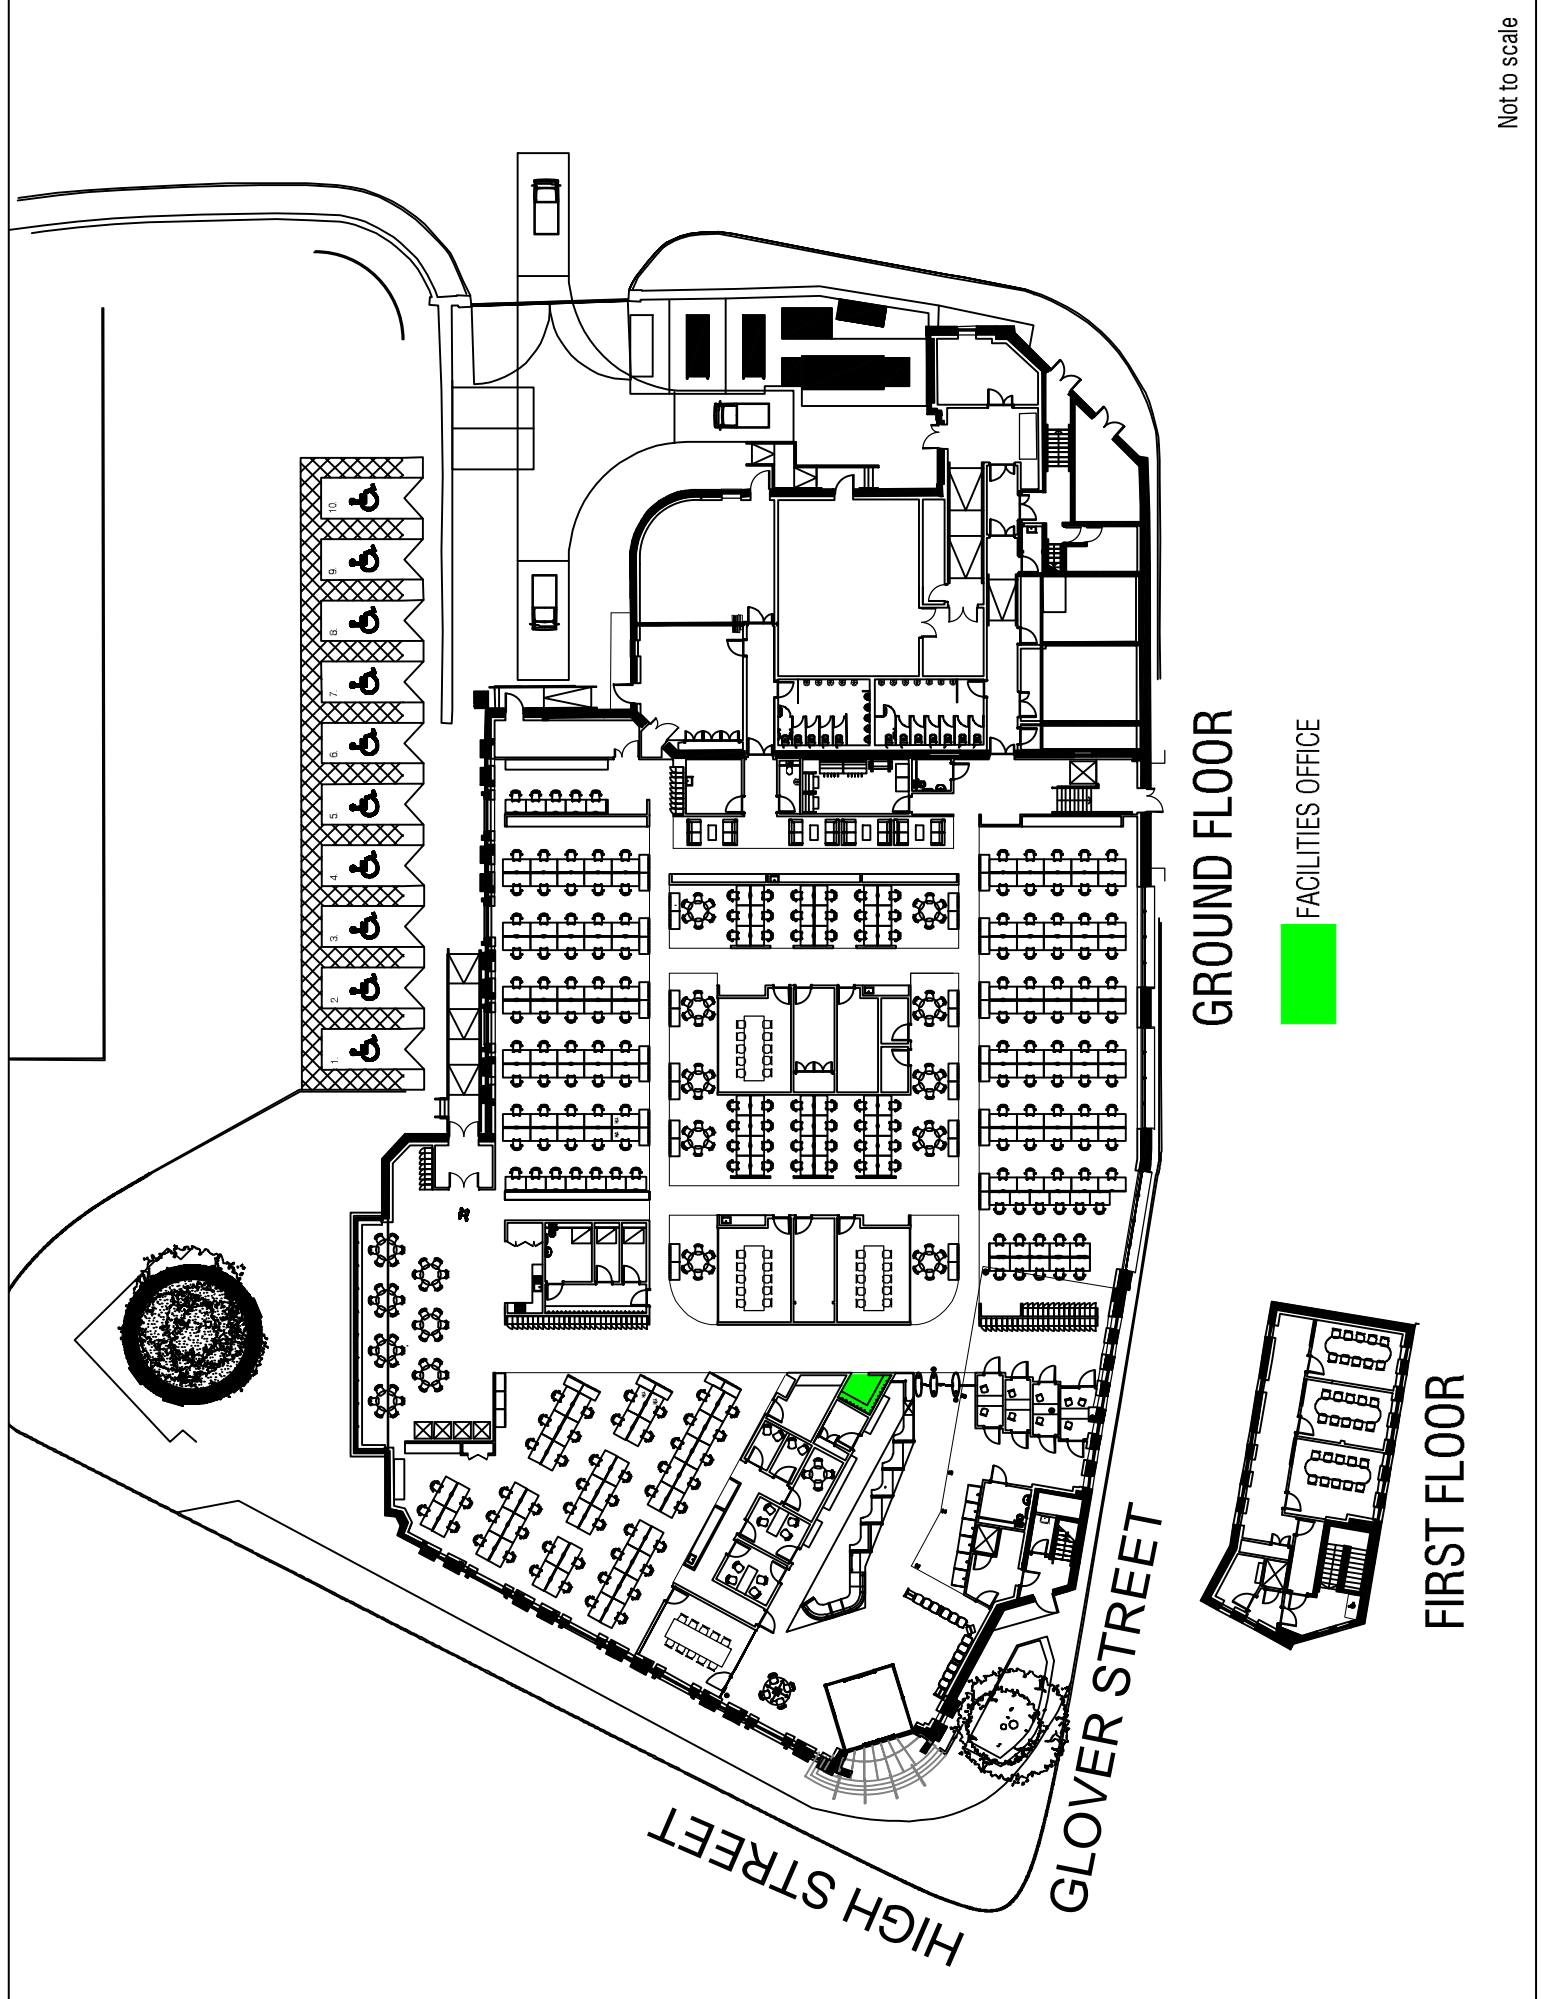 Not to scale
10.
9.
8.
7.
6.
5.
4.
3.
2.
1.
GROUND FLOOR
FACILITIES OFFICE
FIRST FLOOR
HIGH STREET
GLOVER STREET